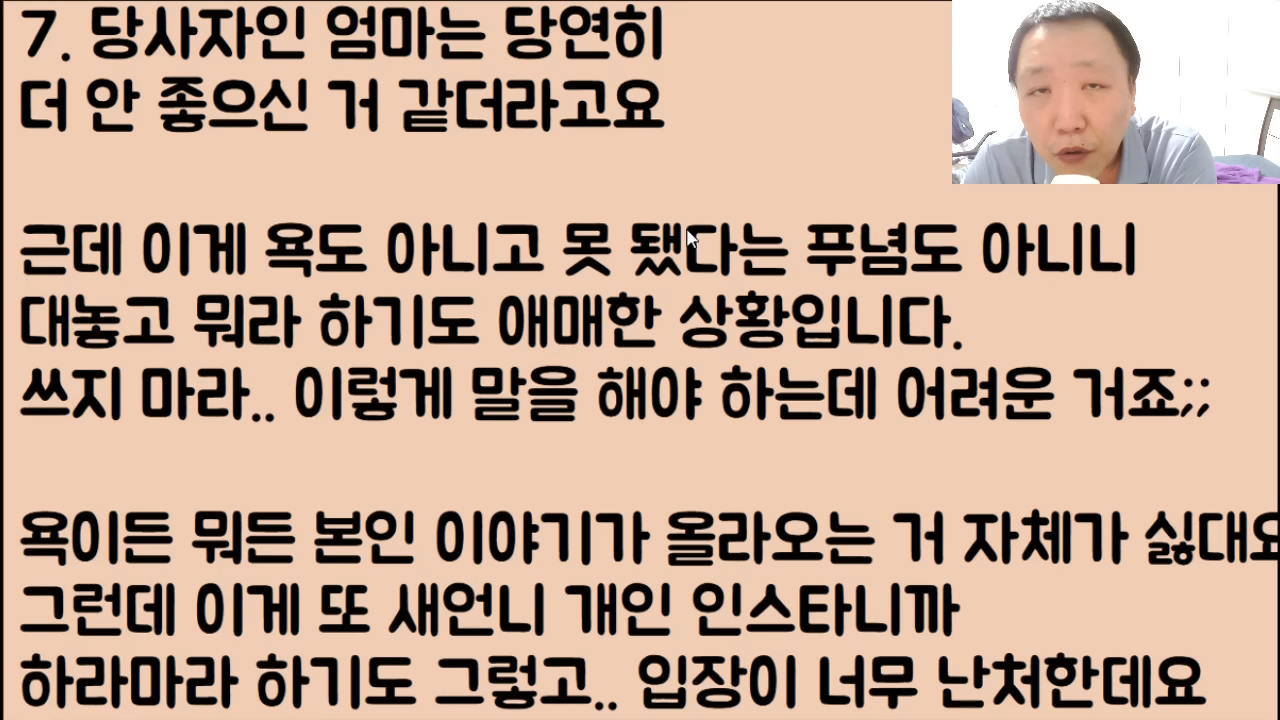 7. 당사자인 엄마는 당연히
더 안 좋으신 거 같더라고요
근데 이게 욕도 아니고 못 됐다는 푸념도 아니니
대놓고 뭐라 하기도 애매한 상황입니다.
쓰지 마라.. 이렇게 말을 해야 하는데 어려운 거죠;;
욕이든 뭐든 본인 이야기가 올라오는 거 자체가 싫대요
그런데 이게 또 새언니 개인 인스타니까
하라마라 하기도 그렇고.. 입장이 너무 난처한데요